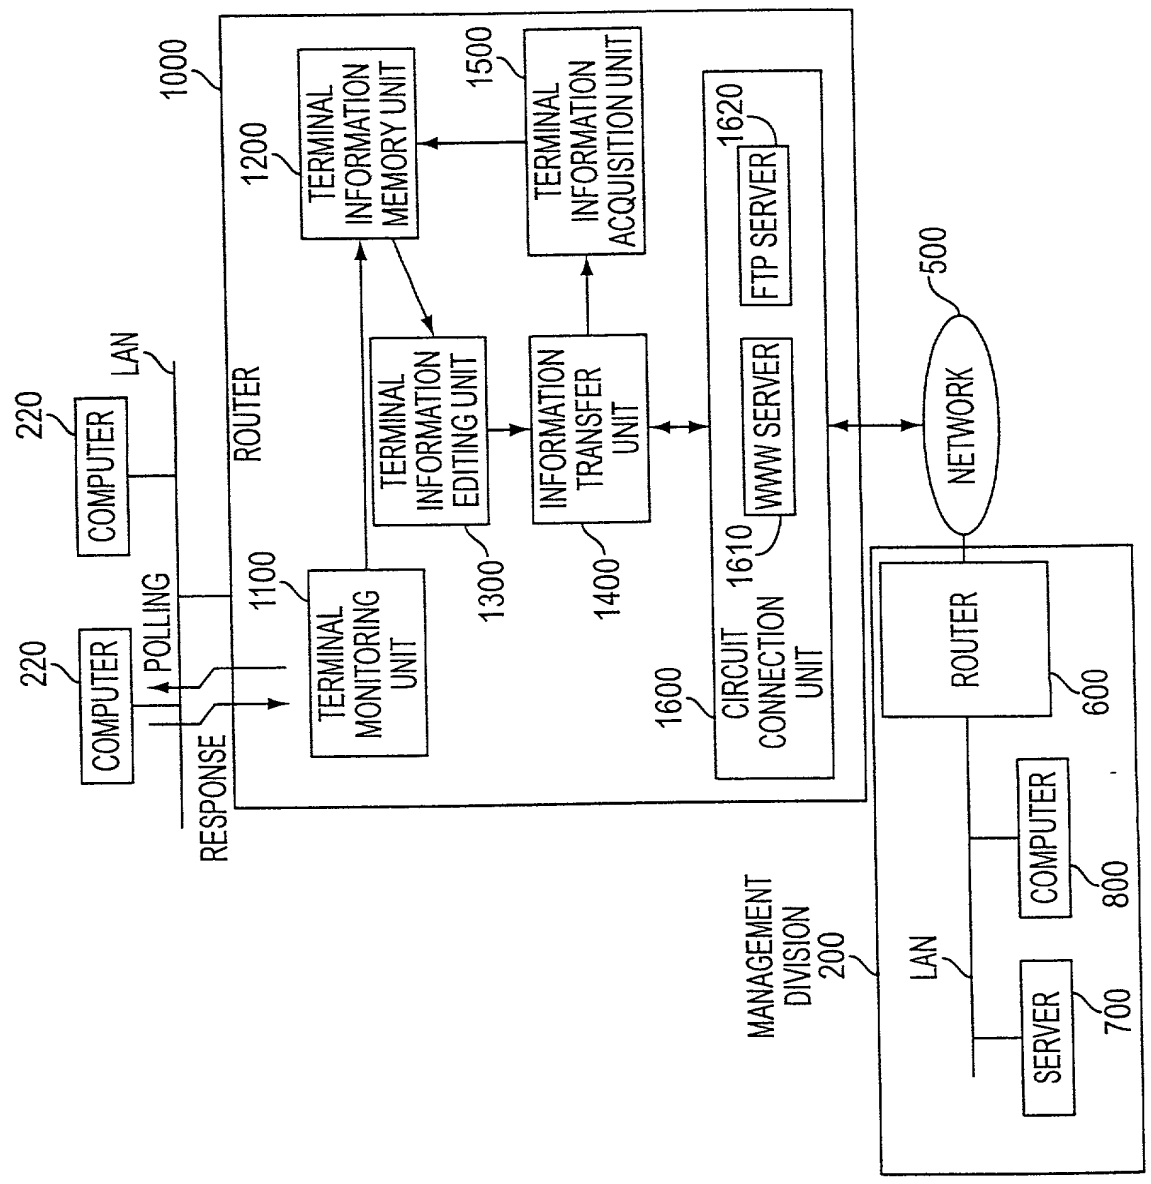 220
COMPUTER
220
COMPUTER
LAN
POLLING
RESPONSE
1000
ROUTER
1100
TERMINAL
MONITORING
UNIT
1200
TERMINAL
INFORMATION
MEMORY UNIT
1300
TERMINAL
INFORMATION
EDITING UNIT
1400
INFORMATION
TRANSFER
UNIT
1500
TERMINAL
INFORMATION
ACQUISITION UNIT
1600
CIRCUIT
CONNECTION
UNIT
1610
WWW SERVER
1620
FTP SERVER
500
NETWORK
MANAGEMENT
DIVISION
200
LAN
ROUTER
600
SERVER
700
COMPUTER
800